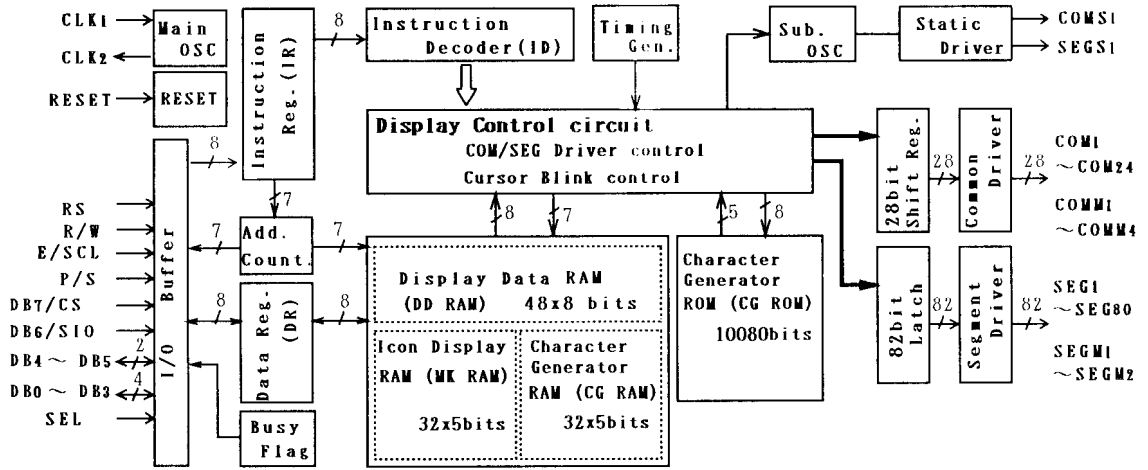 CLK1
CLK2
Main
OSC
RESET
RESET
RS
R/W
E/SCL
P/S
DB7/CS
DB6/SIO
DB4～DB5
DB0～DB3
SEL
2
4
I/O Buffer
8
7
8
Instruction
Reg.(IR)
8
7
Add.
Count.
7
Data Reg.
(DR)
8
Busy
Flag
Instruction
Decoder(ID)
Timing
Gen.
Sub.
OSC
Static
Driver
COMS1
SEGS1
Display Control circuit
COM/SEG Driver control
Cursor Blink control
8
7
5
8
Display Data RAM
(DD RAM) 48x8 bits
Icon Display
RAM (MK RAM)
32x5bits
Character
Generator
RAM (CG RAM)
32x5bits
Character
Generator
ROM (CG ROM)
10080bits
28bit
Shift Reg.
28
Common
Driver
28
COM1
～COM24
COMM1
～COMM4
82bit
Latch
82
Segment
Driver
82
SEG1
～SEG80
SEGM1
～SEGM2